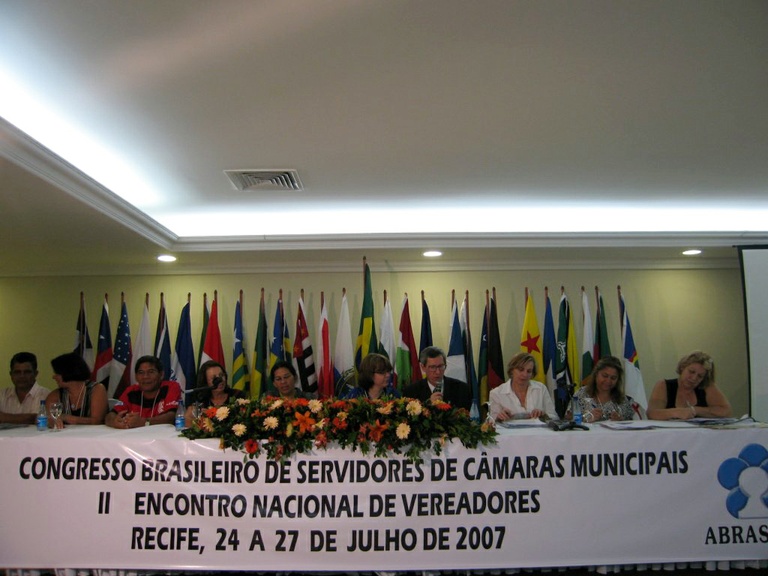 CONGRESSO BRASILEIRO DE SERVIDORES DE CÂMARAS MUNICIPAIS
II ENCONTRO NACIONAL DE VEREADORES
RECIFE, 24 A 27 DE JULHO DE 2007
ABRAS